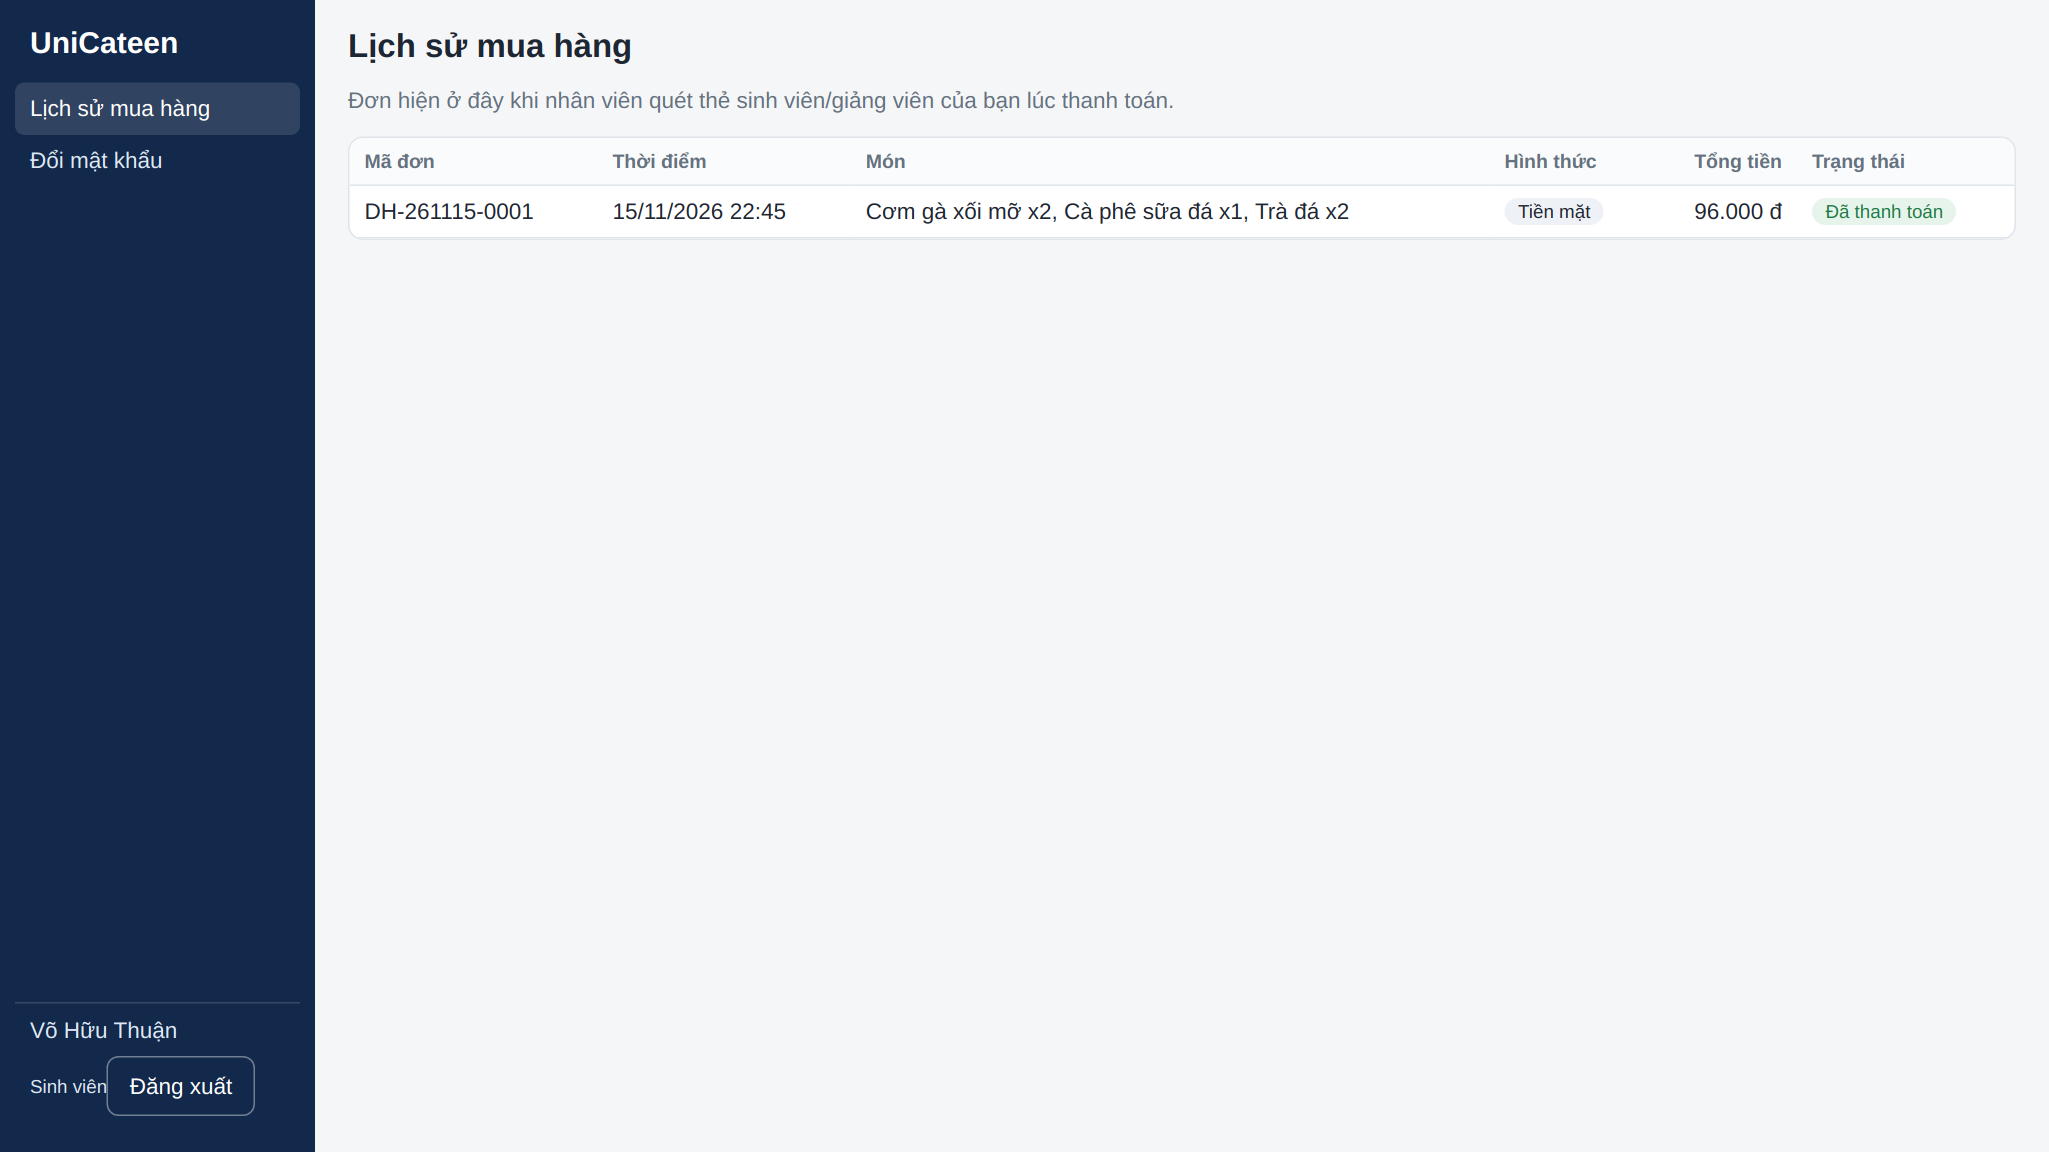 UniCateen
Lịch sử mua hàng
Đổi mật khẩu
Võ Hữu Thuận
Sinh viên Đăng xuất
Lịch sử mua hàng
Đơn hiện ở đây khi nhân viên quét thẻ sinh viên/giảng viên của bạn lúc thanh toán.
Mã đơn Thời điểm Món Hình thức Tổng tiền Trạng thái
DH-261115-0001 15/11/2026 22:45 Cơm gà xối mỡ x2, Cà phê sữa đá x1, Trà đá x2 Tiền mặt 96.000 đ Đã thanh toán